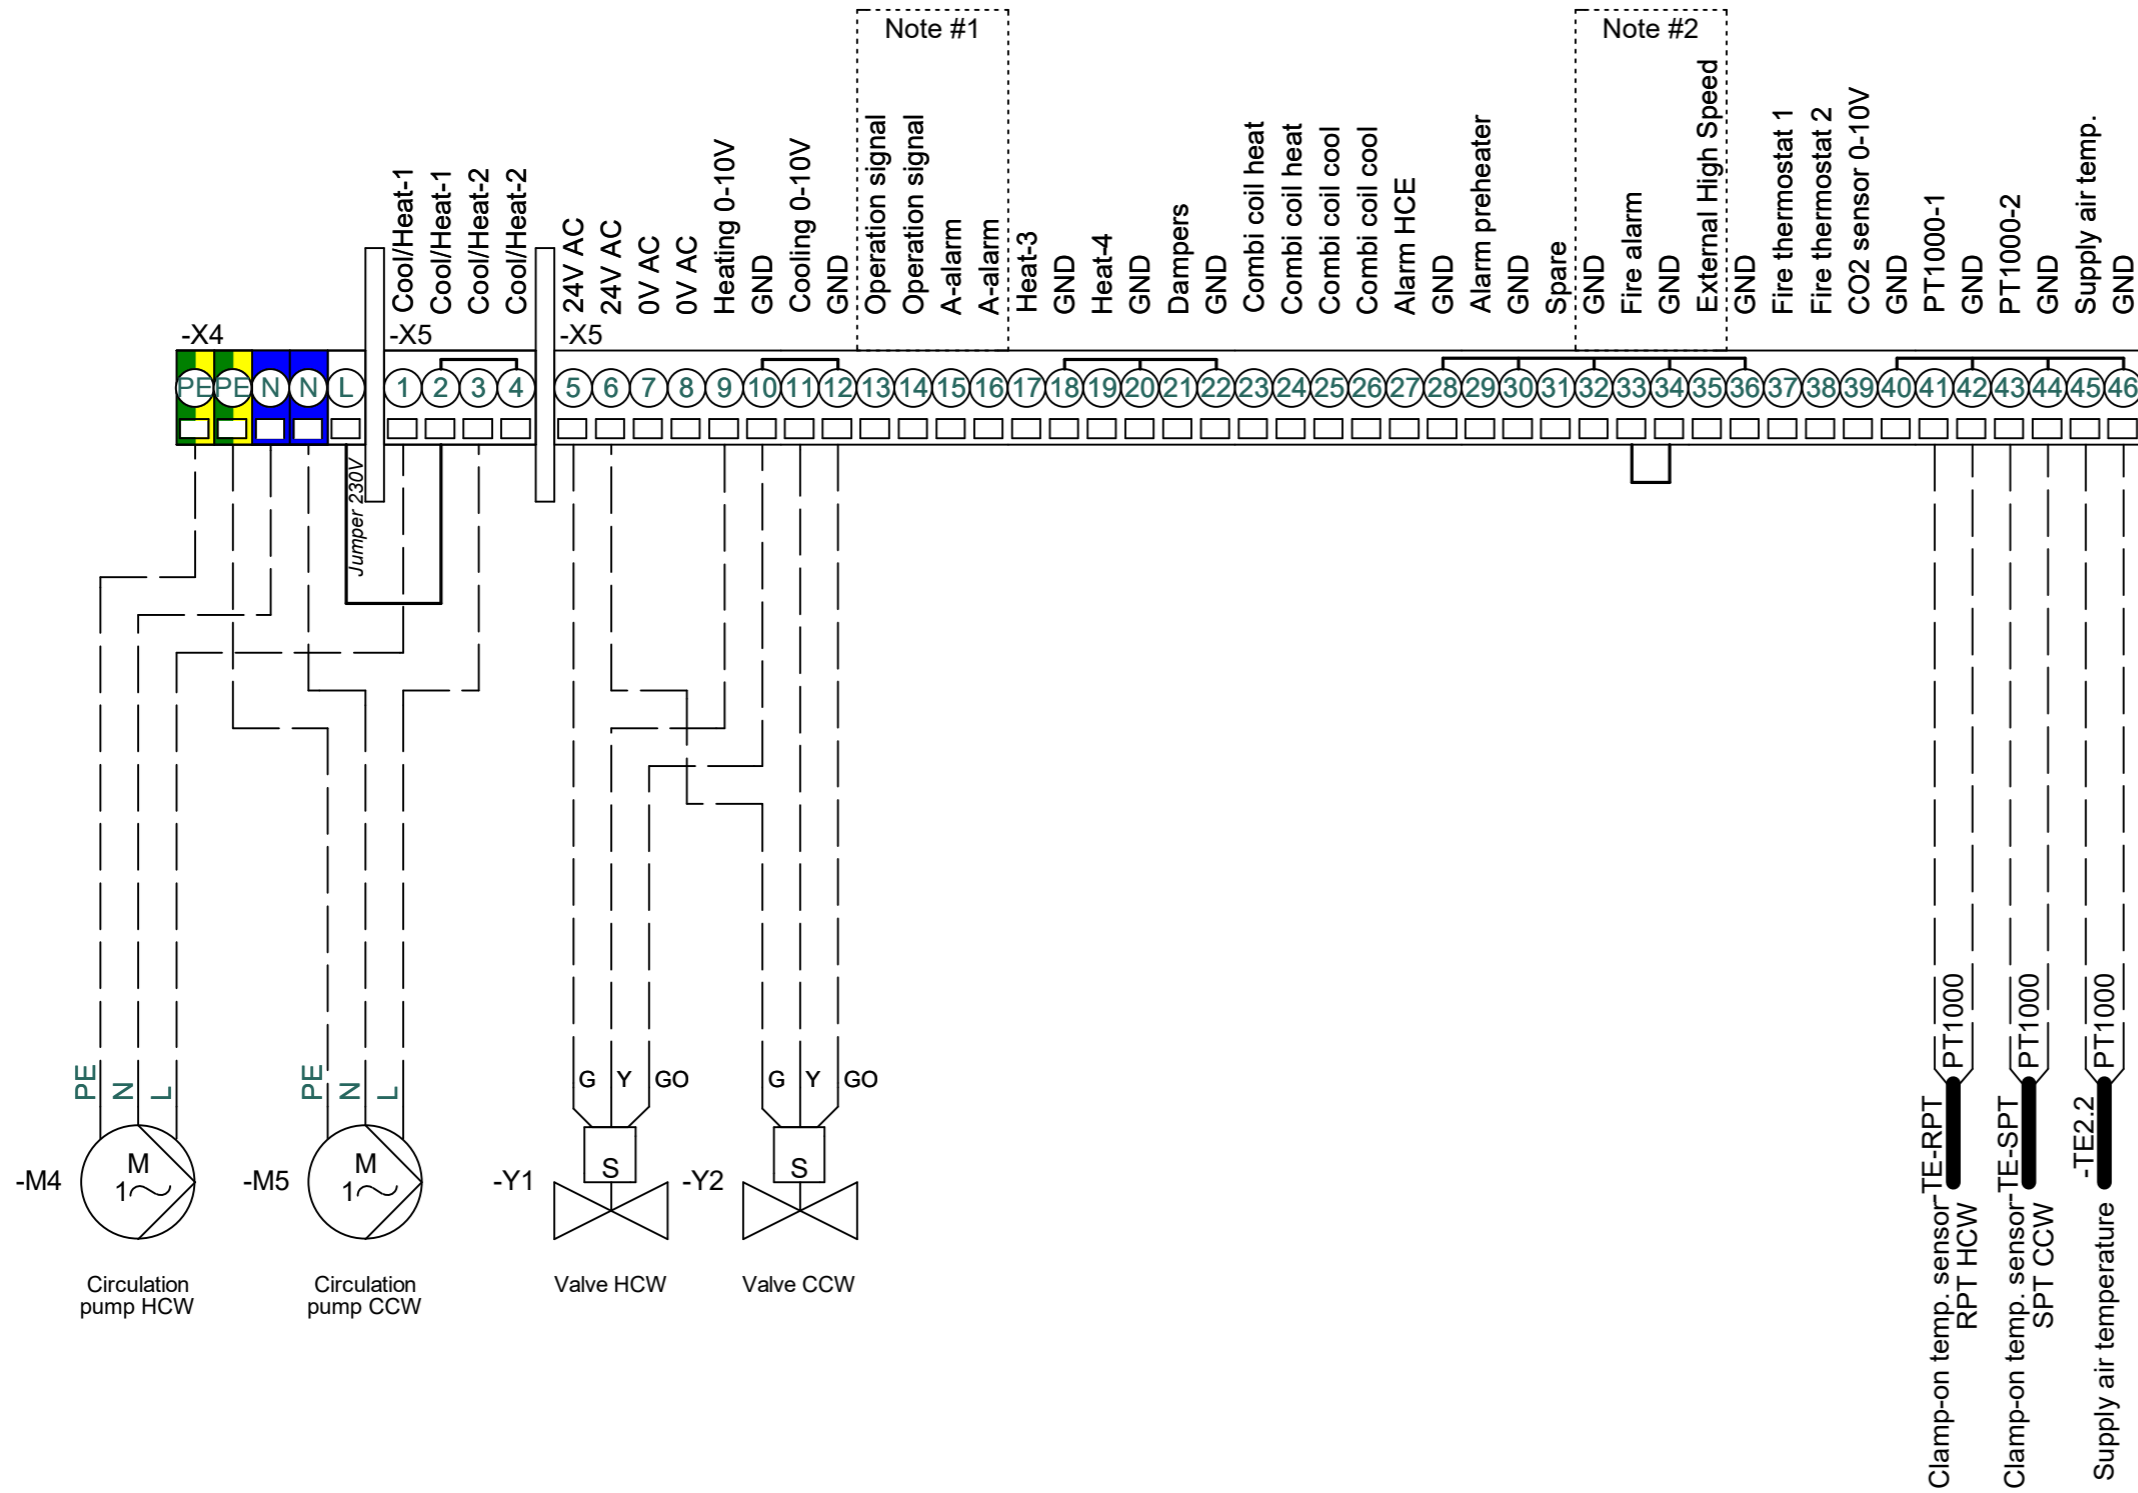 Note #1
Note #2
Cool/Heat-1
Cool/Heat-1
Cool/Heat-2
Cool/Heat-2
24V AC
24V AC
0V AC
0V AC
Heating 0-10V
GND
Cooling 0-10V
GND
Operation signal
Operation signal
A-alarm
A-alarm
Heat-3
GND
Heat-4
GND
Dampers
GND
Combi coil heat
Combi coil heat
Combi coil cool
Combi coil cool
Alarm HCE
GND
Alarm preheater
GND
Spare
GND
Fire alarm
GND
External High Speed
GND
Fire thermostat 1
Fire thermostat 2
CO2 sensor 0-10V
GND
PT1000-1
GND
PT1000-2
GND
Supply air temp.
GND
-X4
-X5
-X5
PE PE N N L 1 2 3 4 5 6 7 8 9 10 11 12 13 14 15 16 17 18 19 20 21 22 23 24 25 26 27 28 29 30 31 32 33 34 35 36 37 38 39 40 41 42 43 44 45 46
Jumper 230V
PE
N
L
PE
N
L
G Y GO
G Y GO
PT1000
PT1000
PT1000
-M4
M
1
-M5
M
1
-Y1
S
-Y2
S
Circulation
pump HCW
Circulation
pump CCW
Valve HCW
Valve CCW
Clamp-on temp. sensor
-TE-RPT
RPT HCW
Clamp-on temp. sensor
-TE-SPT
SPT CCW
-TE2.2
Supply air temperature